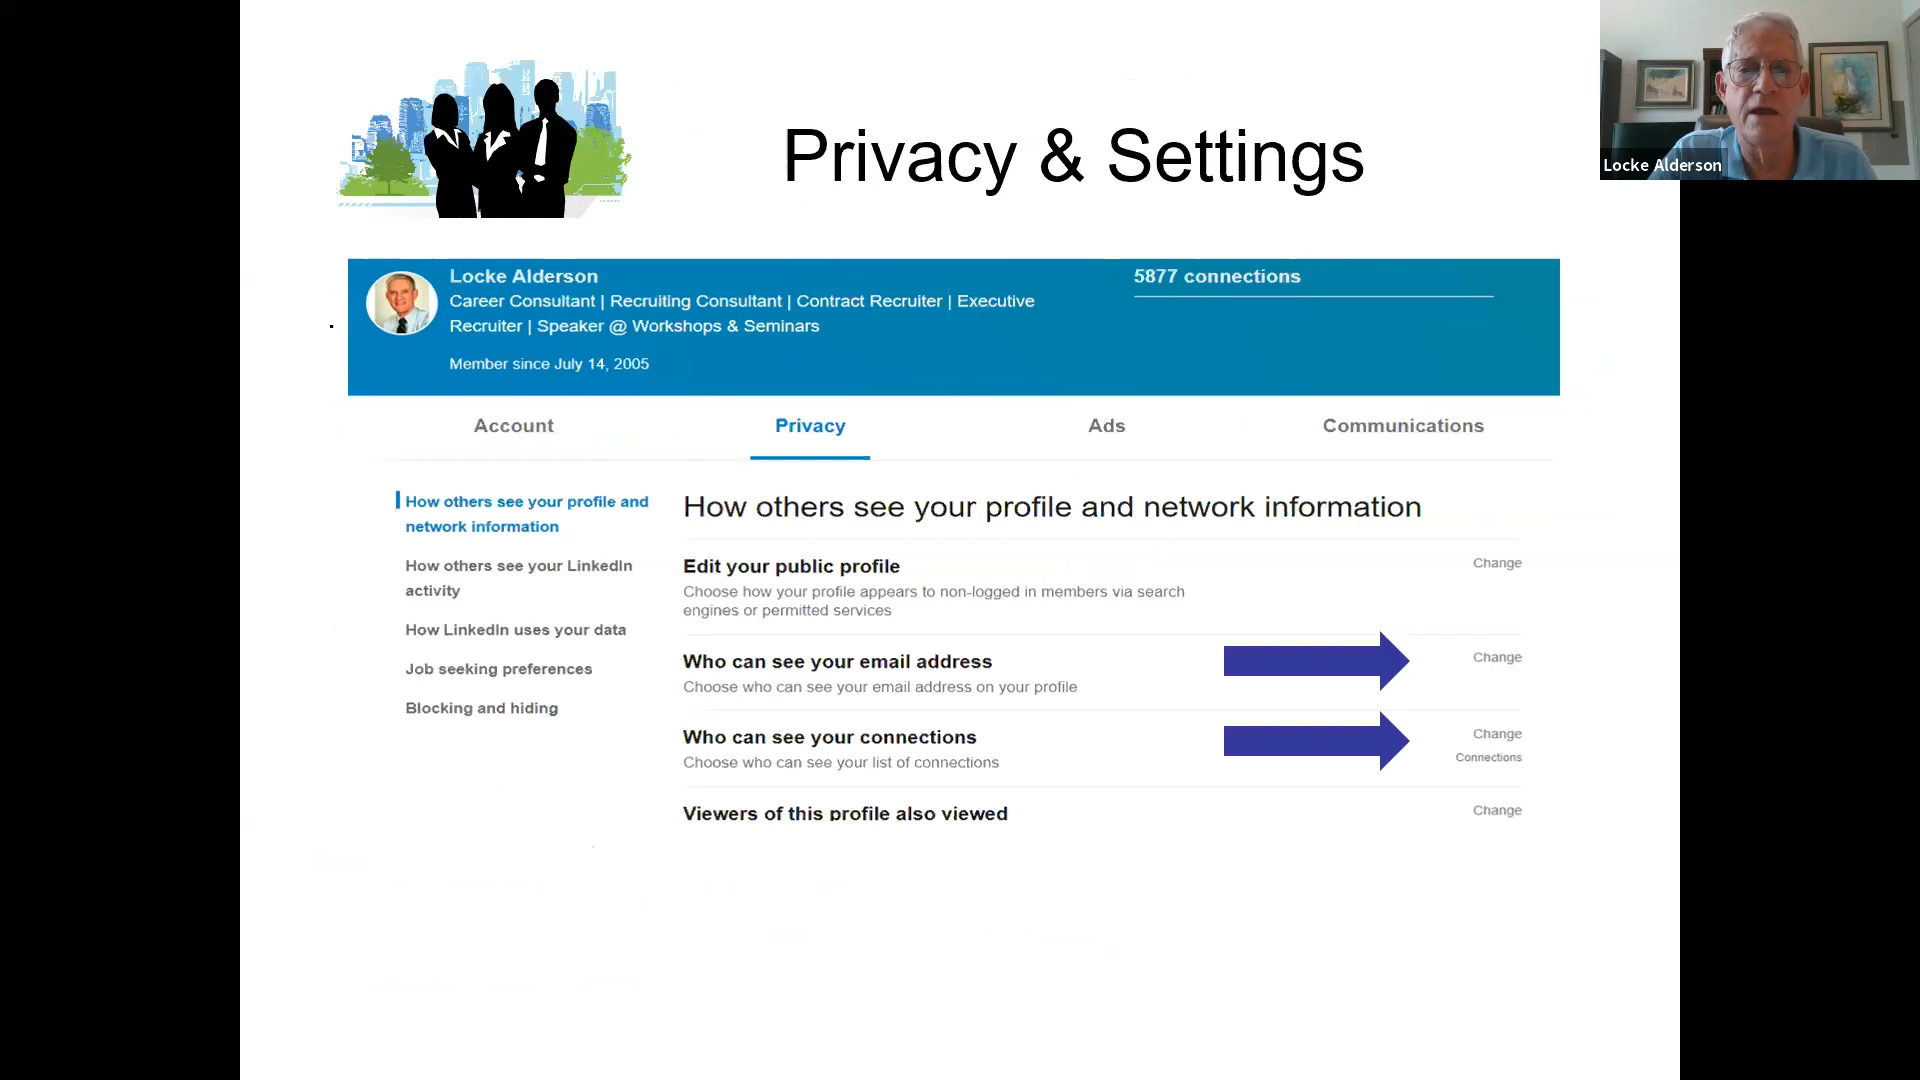 Privacy & Settings
Locke Alderson
Locke Alderson
5877 connections
Career Consultant | Recruiting Consultant | Contract Recruiter | Executive
Recruiter | Speaker @ Workshops & Seminars
Member since July 14, 2005
Account
Privacy
Ads
Communications
How others see your profile and
network information
How others see your LinkedIn
activity
How LinkedIn uses your data
Job seeking preferences
Blocking and hiding
How others see your profile and network information
Edit your public profile
Change
Choose how your profile appears to non-logged in members via search
engines or permitted services
Who can see your email address
Change
Choose who can see your email address on your profile
Who can see your connections
Change
Choose who can see your list of connections
Connections
Viewers of this profile also viewed
Change